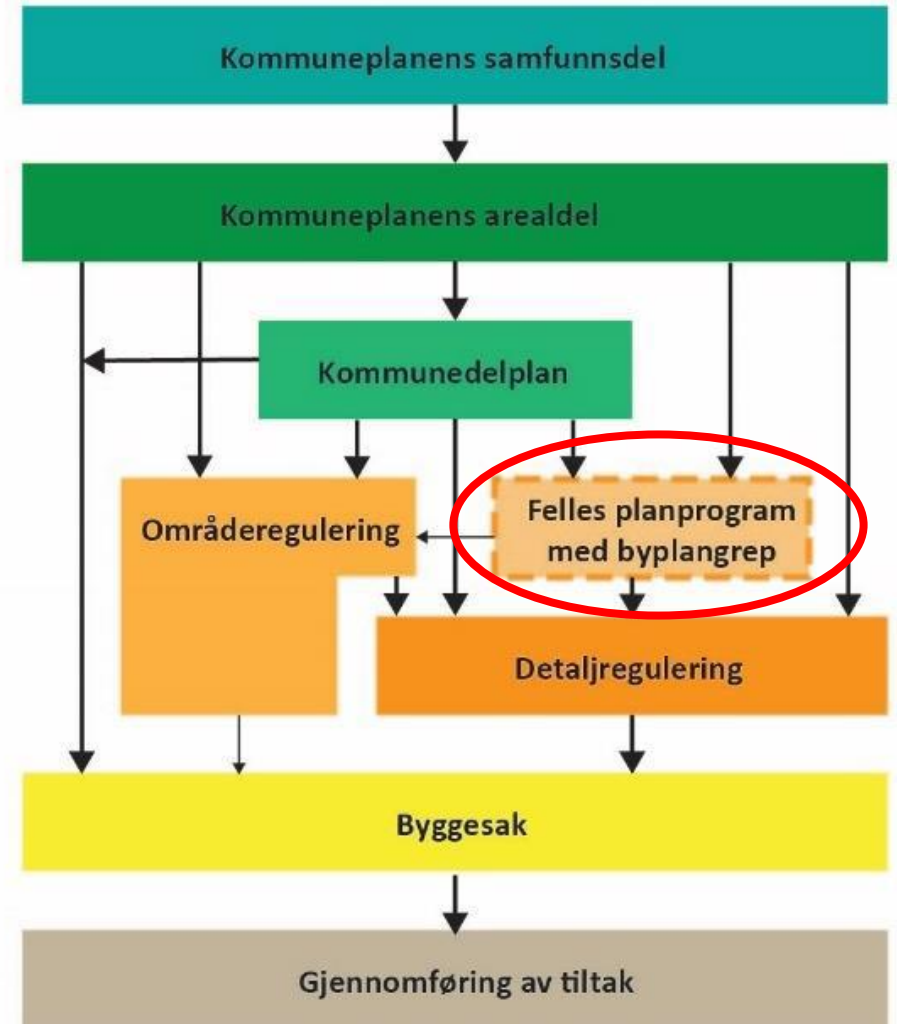 Kommuneplanens samfunnsdel
Kommuneplanens arealdel
Kommunedelplan
Områderegulering
Felles planprogram
med byplangrep
Detaljregulering
Byggesak
Gjennomføring av tiltak